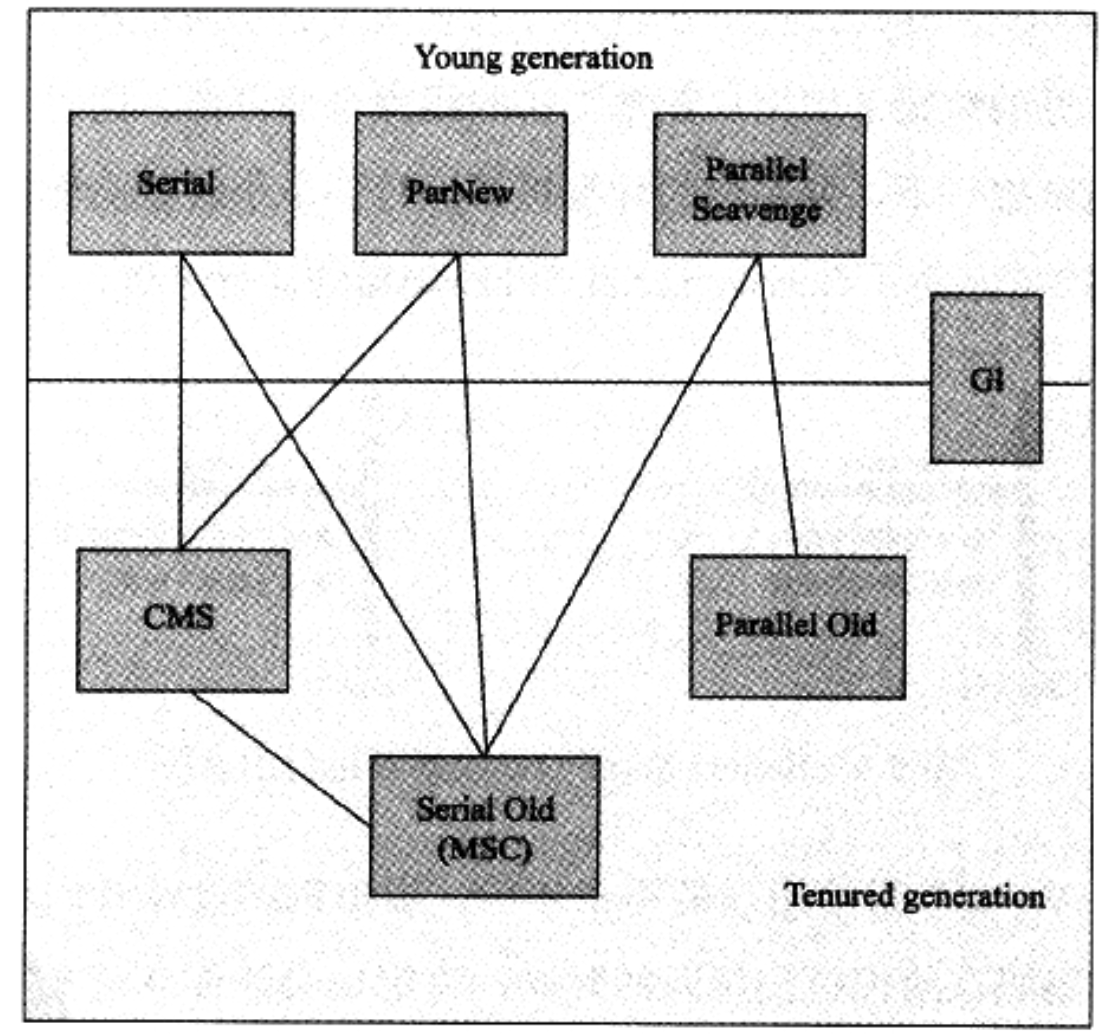 Young generation
Serial
ParNew
Parallel
Scavenge
G1
CMS
Parallel Old
Serial Old
(MSC)
Tenured generation